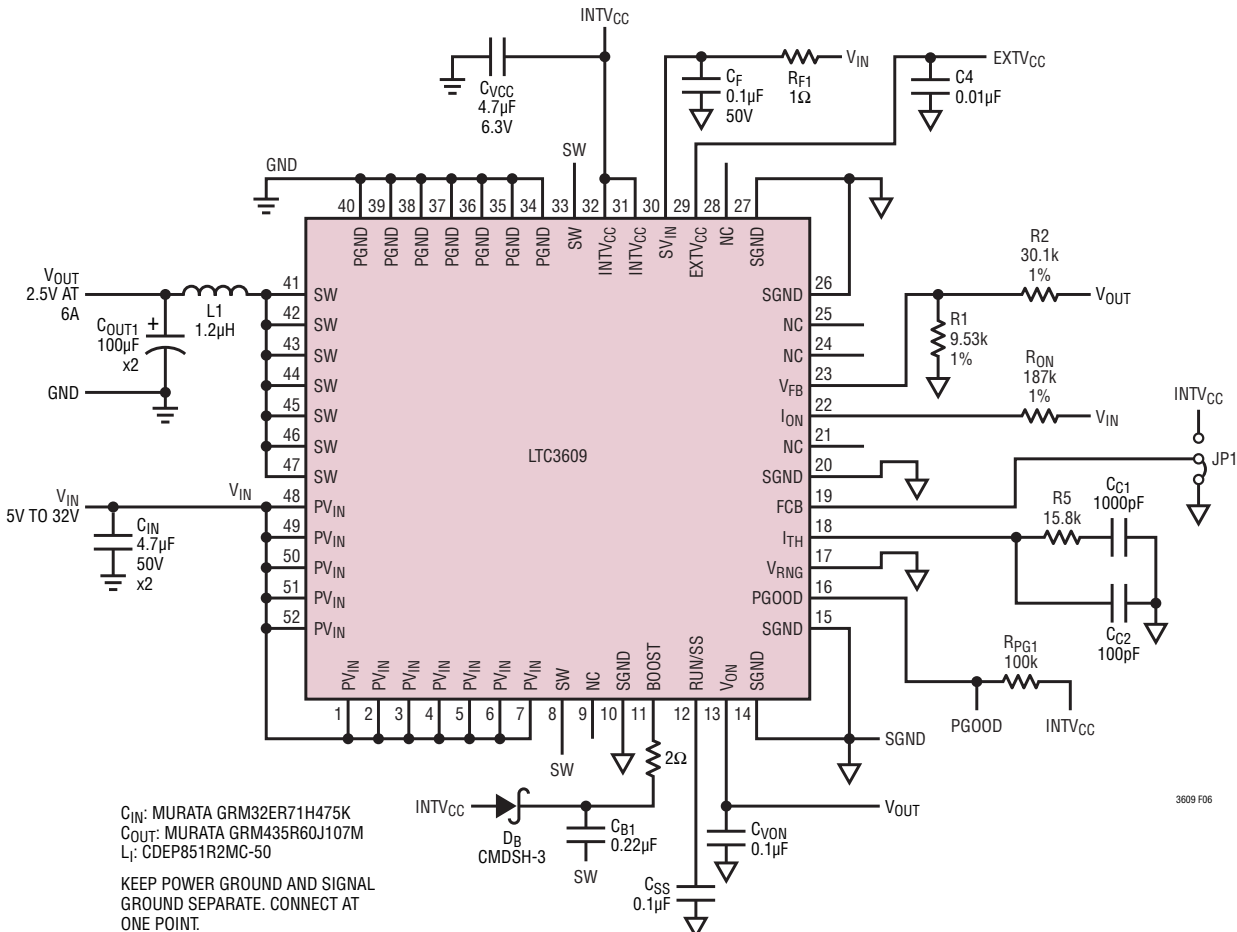 INTVCC
CVCC
4.7µF
6.3V
CF
0.1µF
50V
RF1
1Ω
VIN
EXTVCC
C4
0.01µF
GND
SW
40 39 38 37 36 35 34 33 32 31 30 29 28 27
PGND PGND PGND PGND PGND PGND PGND SW INTVCC INTVCC SVIN EXTVCC NC SGND
VOUT
2.5V AT
6A
COUT1
100µF
x2
+
L1
1.2µH
GND
41 SW
42 SW
43 SW
44 SW
45 SW
46 SW
47 SW
VIN
5V TO 32V
VIN
CIN
4.7µF
50V
x2
48 PVIN
49 PVIN
50 PVIN
51 PVIN
52 PVIN
LTC3609
SGND 26
NC 25
NC 24
VFB 23
ION 22
NC 21
SGND 20
FCB 19
ITH 18
VRNG 17
PGOOD 16
SGND 15
R2
30.1k
1%
VOUT
R1
9.53k
1%
RON
187k
1%
VIN
INTVCC
JP1
R5
15.8k
CC1
1000pF
CC2
100pF
RPG1
100k
PGOOD
INTVCC
PVIN PVIN PVIN PVIN PVIN PVIN PVIN SW NC SGND BOOST RUN/SS VON SGND
1 2 3 4 5 6 7 8 9 10 11 12 13 14
SW
2Ω
SGND
INTVCC
DB
CMDSH-3
CB1
0.22µF
SW
CSS
0.1µF
CVON
0.1µF
VOUT
3609 F06
CIN: MURATA GRM32ER71H475K
COUT: MURATA GRM435R60J107M
LI: CDEP851R2MC-50
KEEP POWER GROUND AND SIGNAL
GROUND SEPARATE. CONNECT AT
ONE POINT.